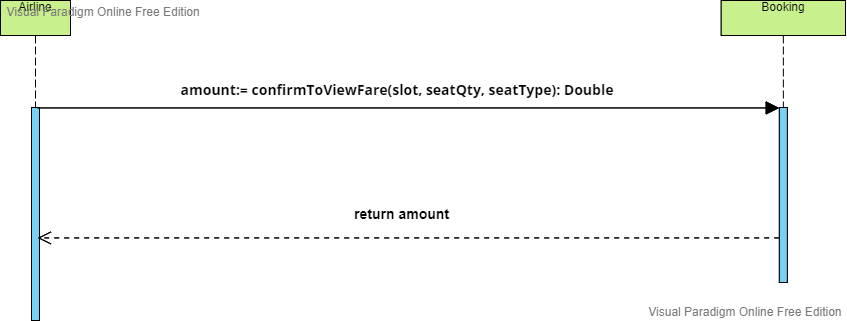 Airline
Visual Paradigm Online Free Edition
Booking
amount:= confirmToViewFare(slot, seatQty, seatType): Double
return amount
Visual Paradigm Online Free Edition